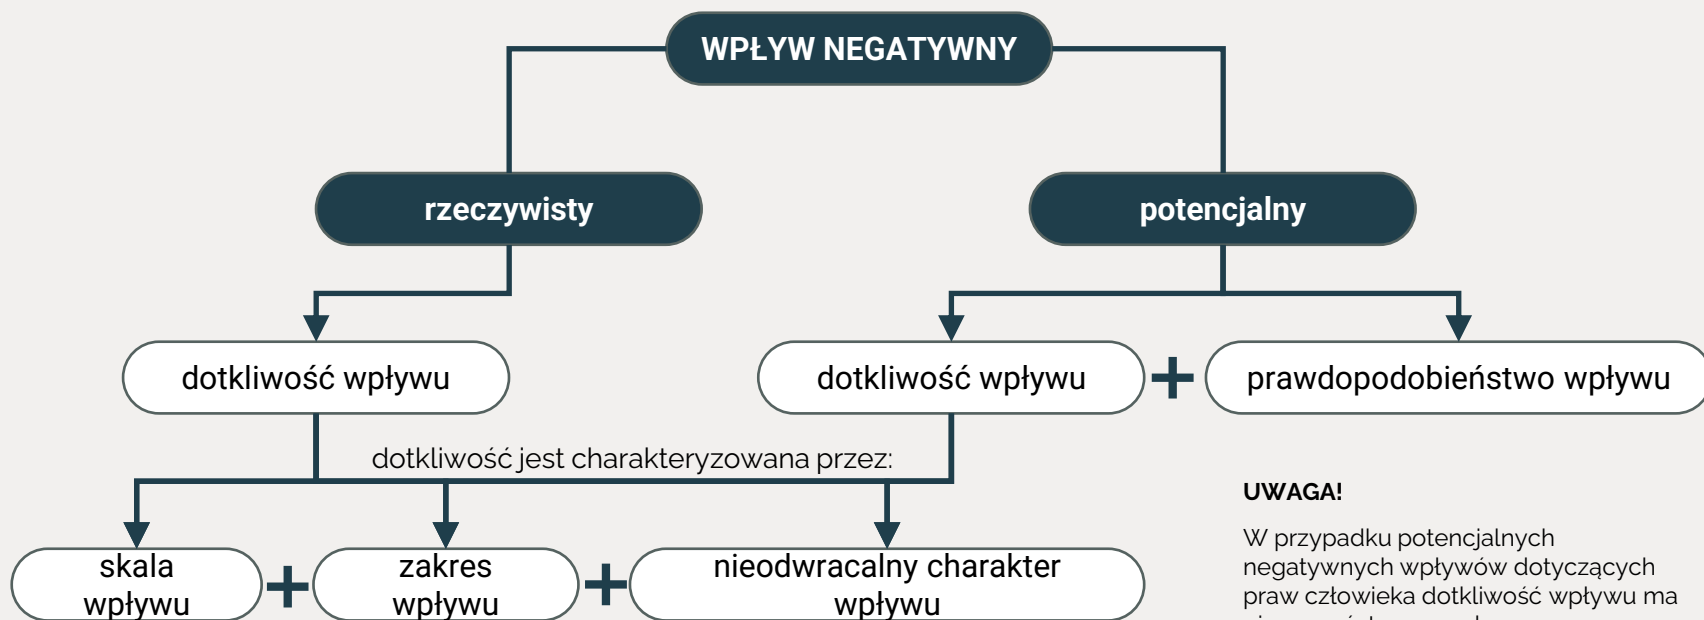 WPŁYW NEGATYWNY
rzeczywisty
potencjalny
dotkliwość wpływu
dotkliwość wpływu
prawdopodobieństwo wpływu
dotkliwość jest charakteryzowana przez:
skala
wpływu
zakres
wpływu
nieodwracalny charakter
wpływu
UWAGA!
W przypadku potencjalnych
negatywnych wpływów dotyczących
praw człowieka dotkliwość wpływu ma